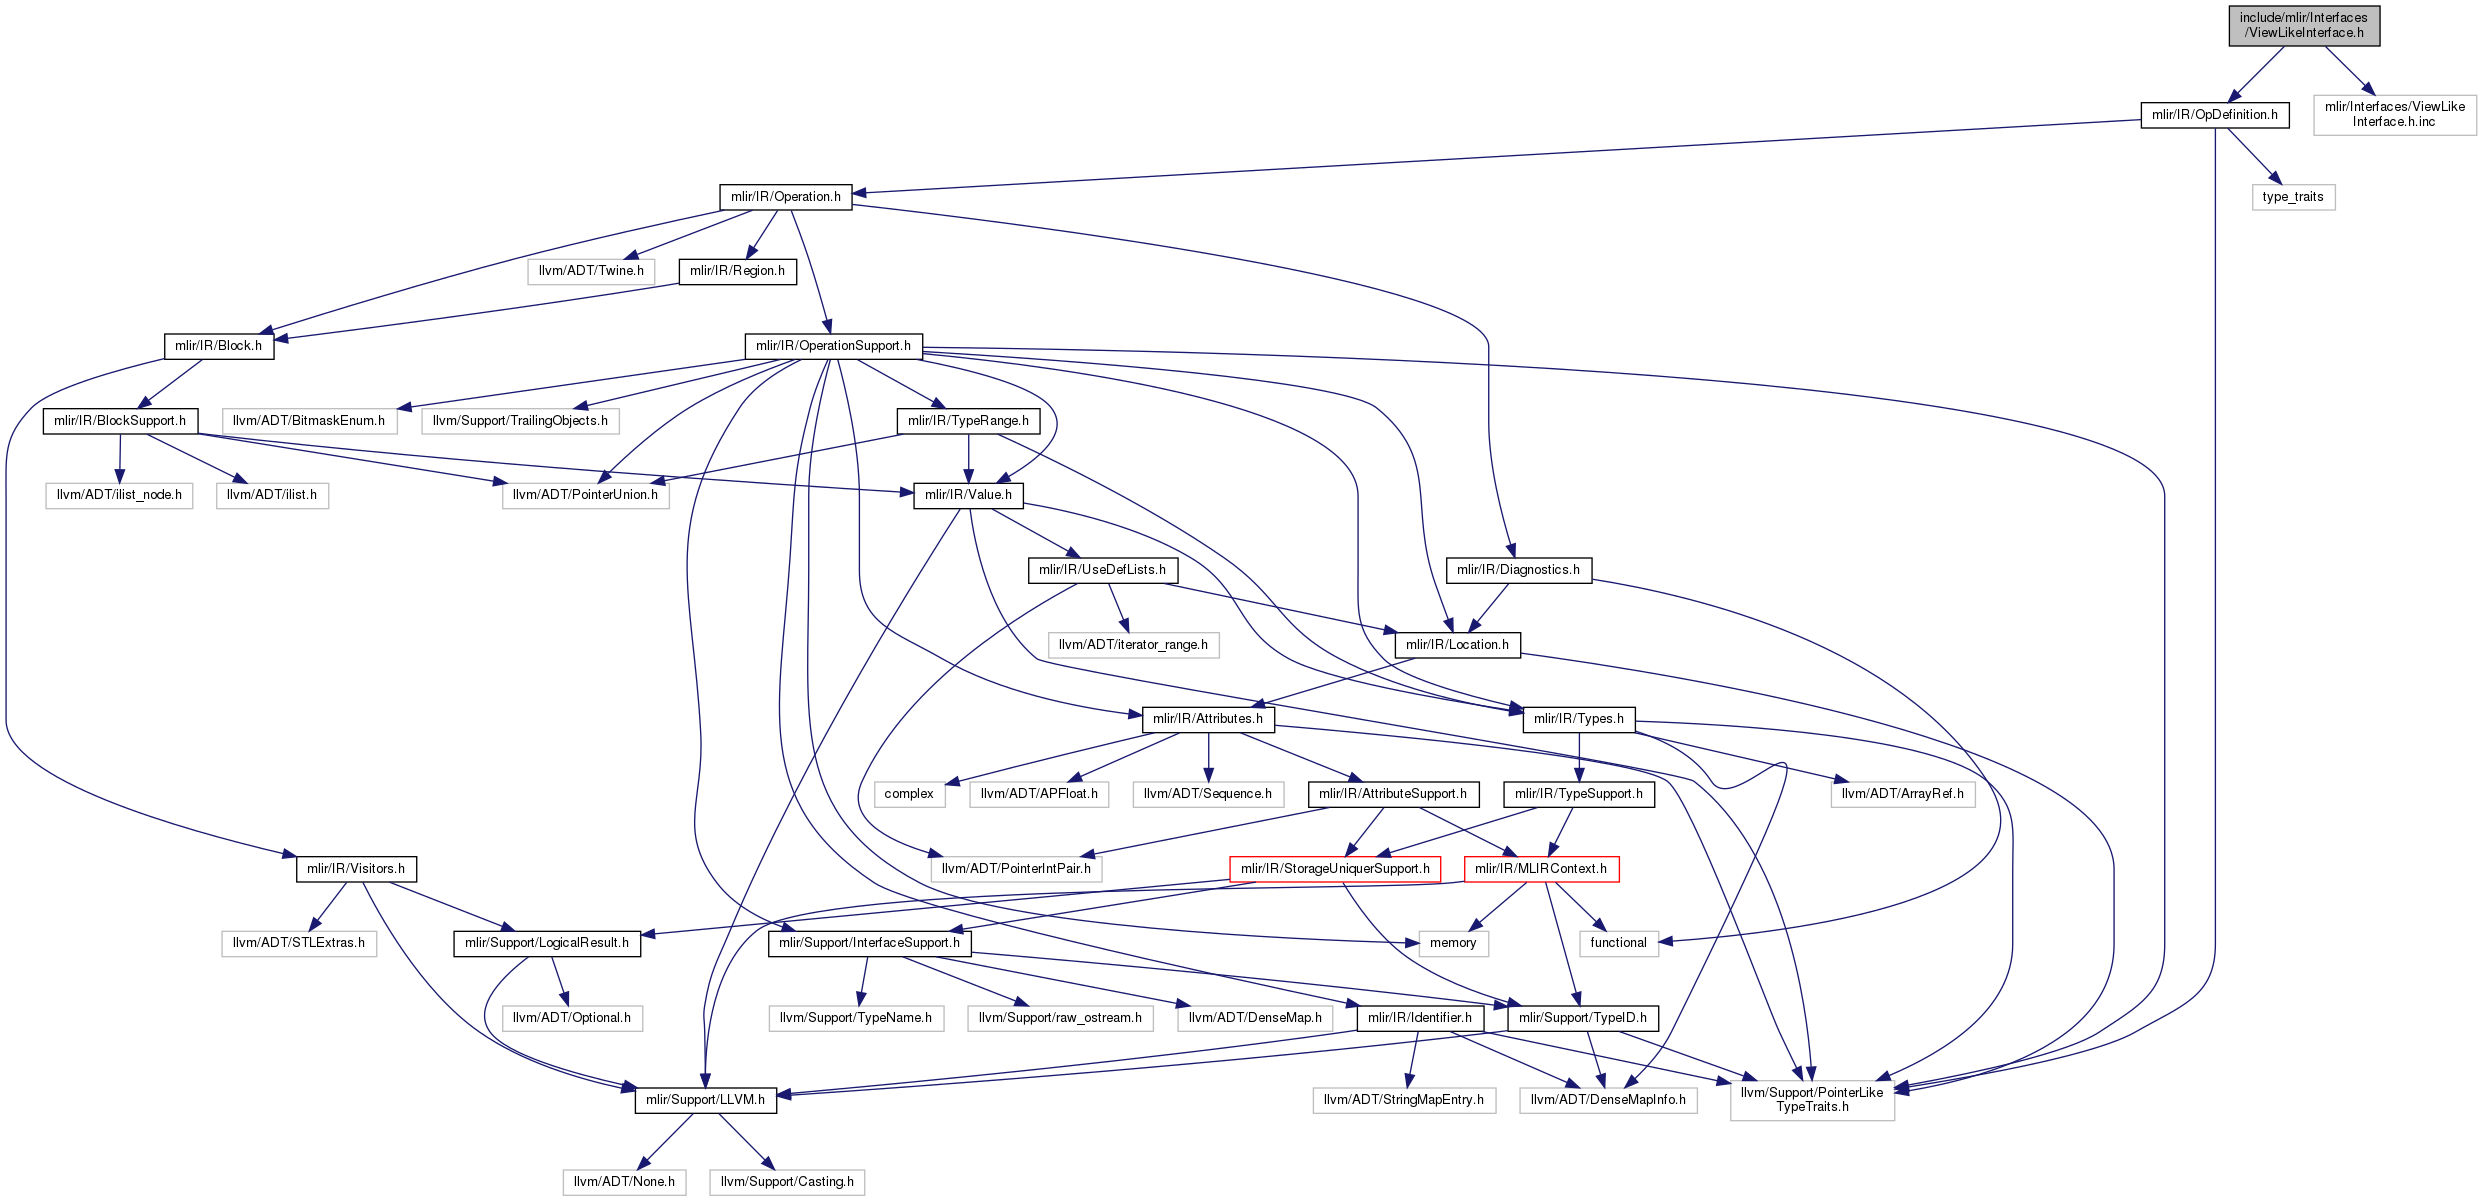 include/mlir/Interfaces
/ViewLikeInterface.h
mlir/IR/OpDefinition.h
mlir/Interfaces/ViewLike
Interface.h.inc
mlir/IR/Operation.h
type_traits
llvm/ADT/Twine.h
mlir/IR/Region.h
mlir/IR/Block.h
mlir/IR/OperationSupport.h
mlir/IR/BlockSupport.h
llvm/ADT/BitmaskEnum.h
llvm/Support/TrailingObjects.h
mlir/IR/TypeRange.h
llvm/ADT/ilist_node.h
llvm/ADT/ilist.h
llvm/ADT/PointerUnion.h
mlir/IR/Value.h
mlir/IR/UseDefLists.h
mlir/IR/Diagnostics.h
llvm/ADT/iterator_range.h
mlir/IR/Location.h
mlir/IR/Attributes.h
mlir/IR/Types.h
complex
llvm/ADT/APFloat.h
llvm/ADT/Sequence.h
mlir/IR/AttributeSupport.h
mlir/IR/TypeSupport.h
llvm/ADT/ArrayRef.h
mlir/IR/Visitors.h
llvm/ADT/PointerIntPair.h
mlir/IR/StorageUniquerSupport.h
mlir/IR/MLIRContext.h
llvm/ADT/STLExtras.h
mlir/Support/LogicalResult.h
mlir/Support/InterfaceSupport.h
memory
functional
llvm/ADT/Optional.h
llvm/Support/TypeName.h
llvm/Support/raw_ostream.h
llvm/ADT/DenseMap.h
mlir/IR/Identifier.h
mlir/Support/TypeID.h
mlir/Support/LLVM.h
llvm/ADT/StringMapEntry.h
llvm/ADT/DenseMapInfo.h
llvm/Support/PointerLike
TypeTraits.h
llvm/ADT/None.h
llvm/Support/Casting.h